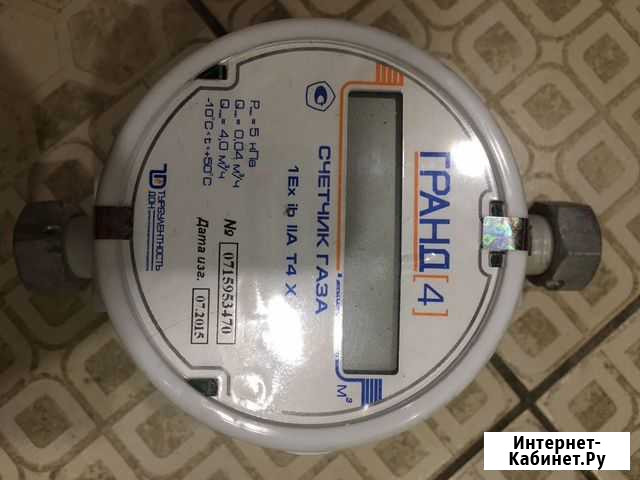 ГРАНД [4]
м³
СЧЕТЧИК ГАЗА
1Ex ib IIA T4 X
P = 5 кПа
Q = 0,04 м³/ч
Q = 4,0 м³/ч
-10°C < t < +50°C
No 0715953470
Дата изг. 07.2015
ТУРБУЛЕНТНОСТЬ
ДОН
Интернет-
Кабинет.Ру